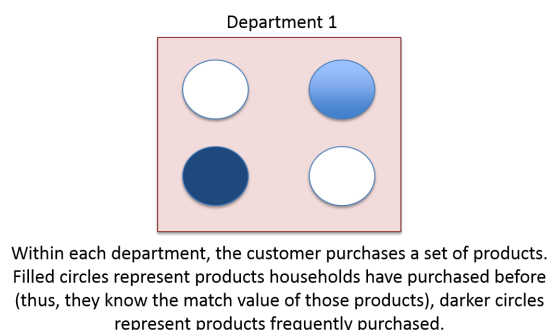 Department 1
Within each department, the customer purchases a set of products.
Filled circles represent products households have purchased before
(thus, they know the match value of those products), darker circles
represent products frequently purchased.